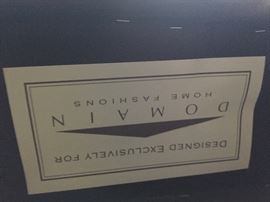 DESIGNED EXCLUSIVELY FOR
DOMAIN
HOME FASHIONS